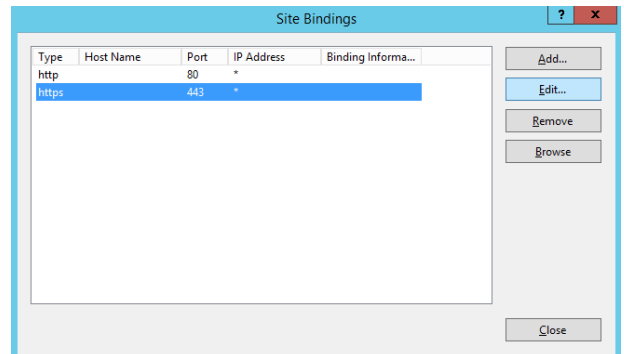 Site Bindings
? x
Type Host Name Port IP Address Binding Informa...
http 80 *
https 443 *
Add...
Edit...
Remove
Browse
Close